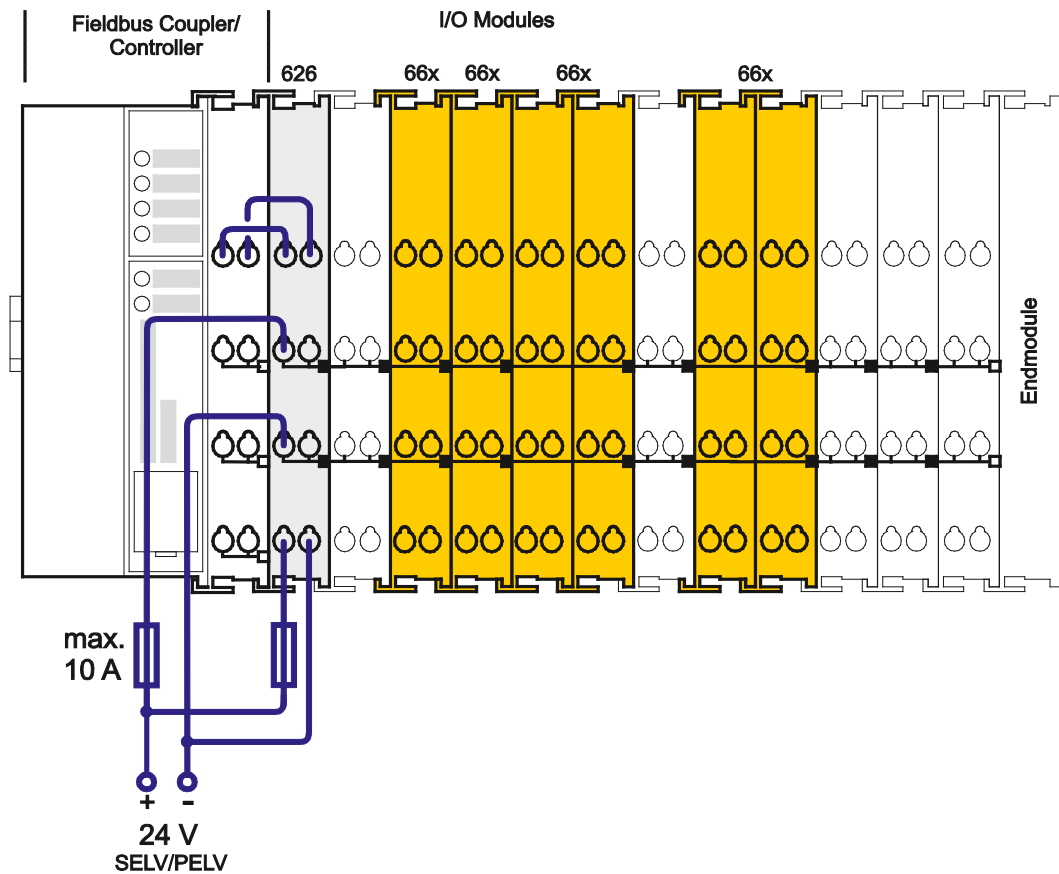 Fieldbus Coupler/
Controller
I/O Modules
626
66x
66x
66x
66x
Endmodule
max.
10 A
+ -
24 V
SELV/PELV